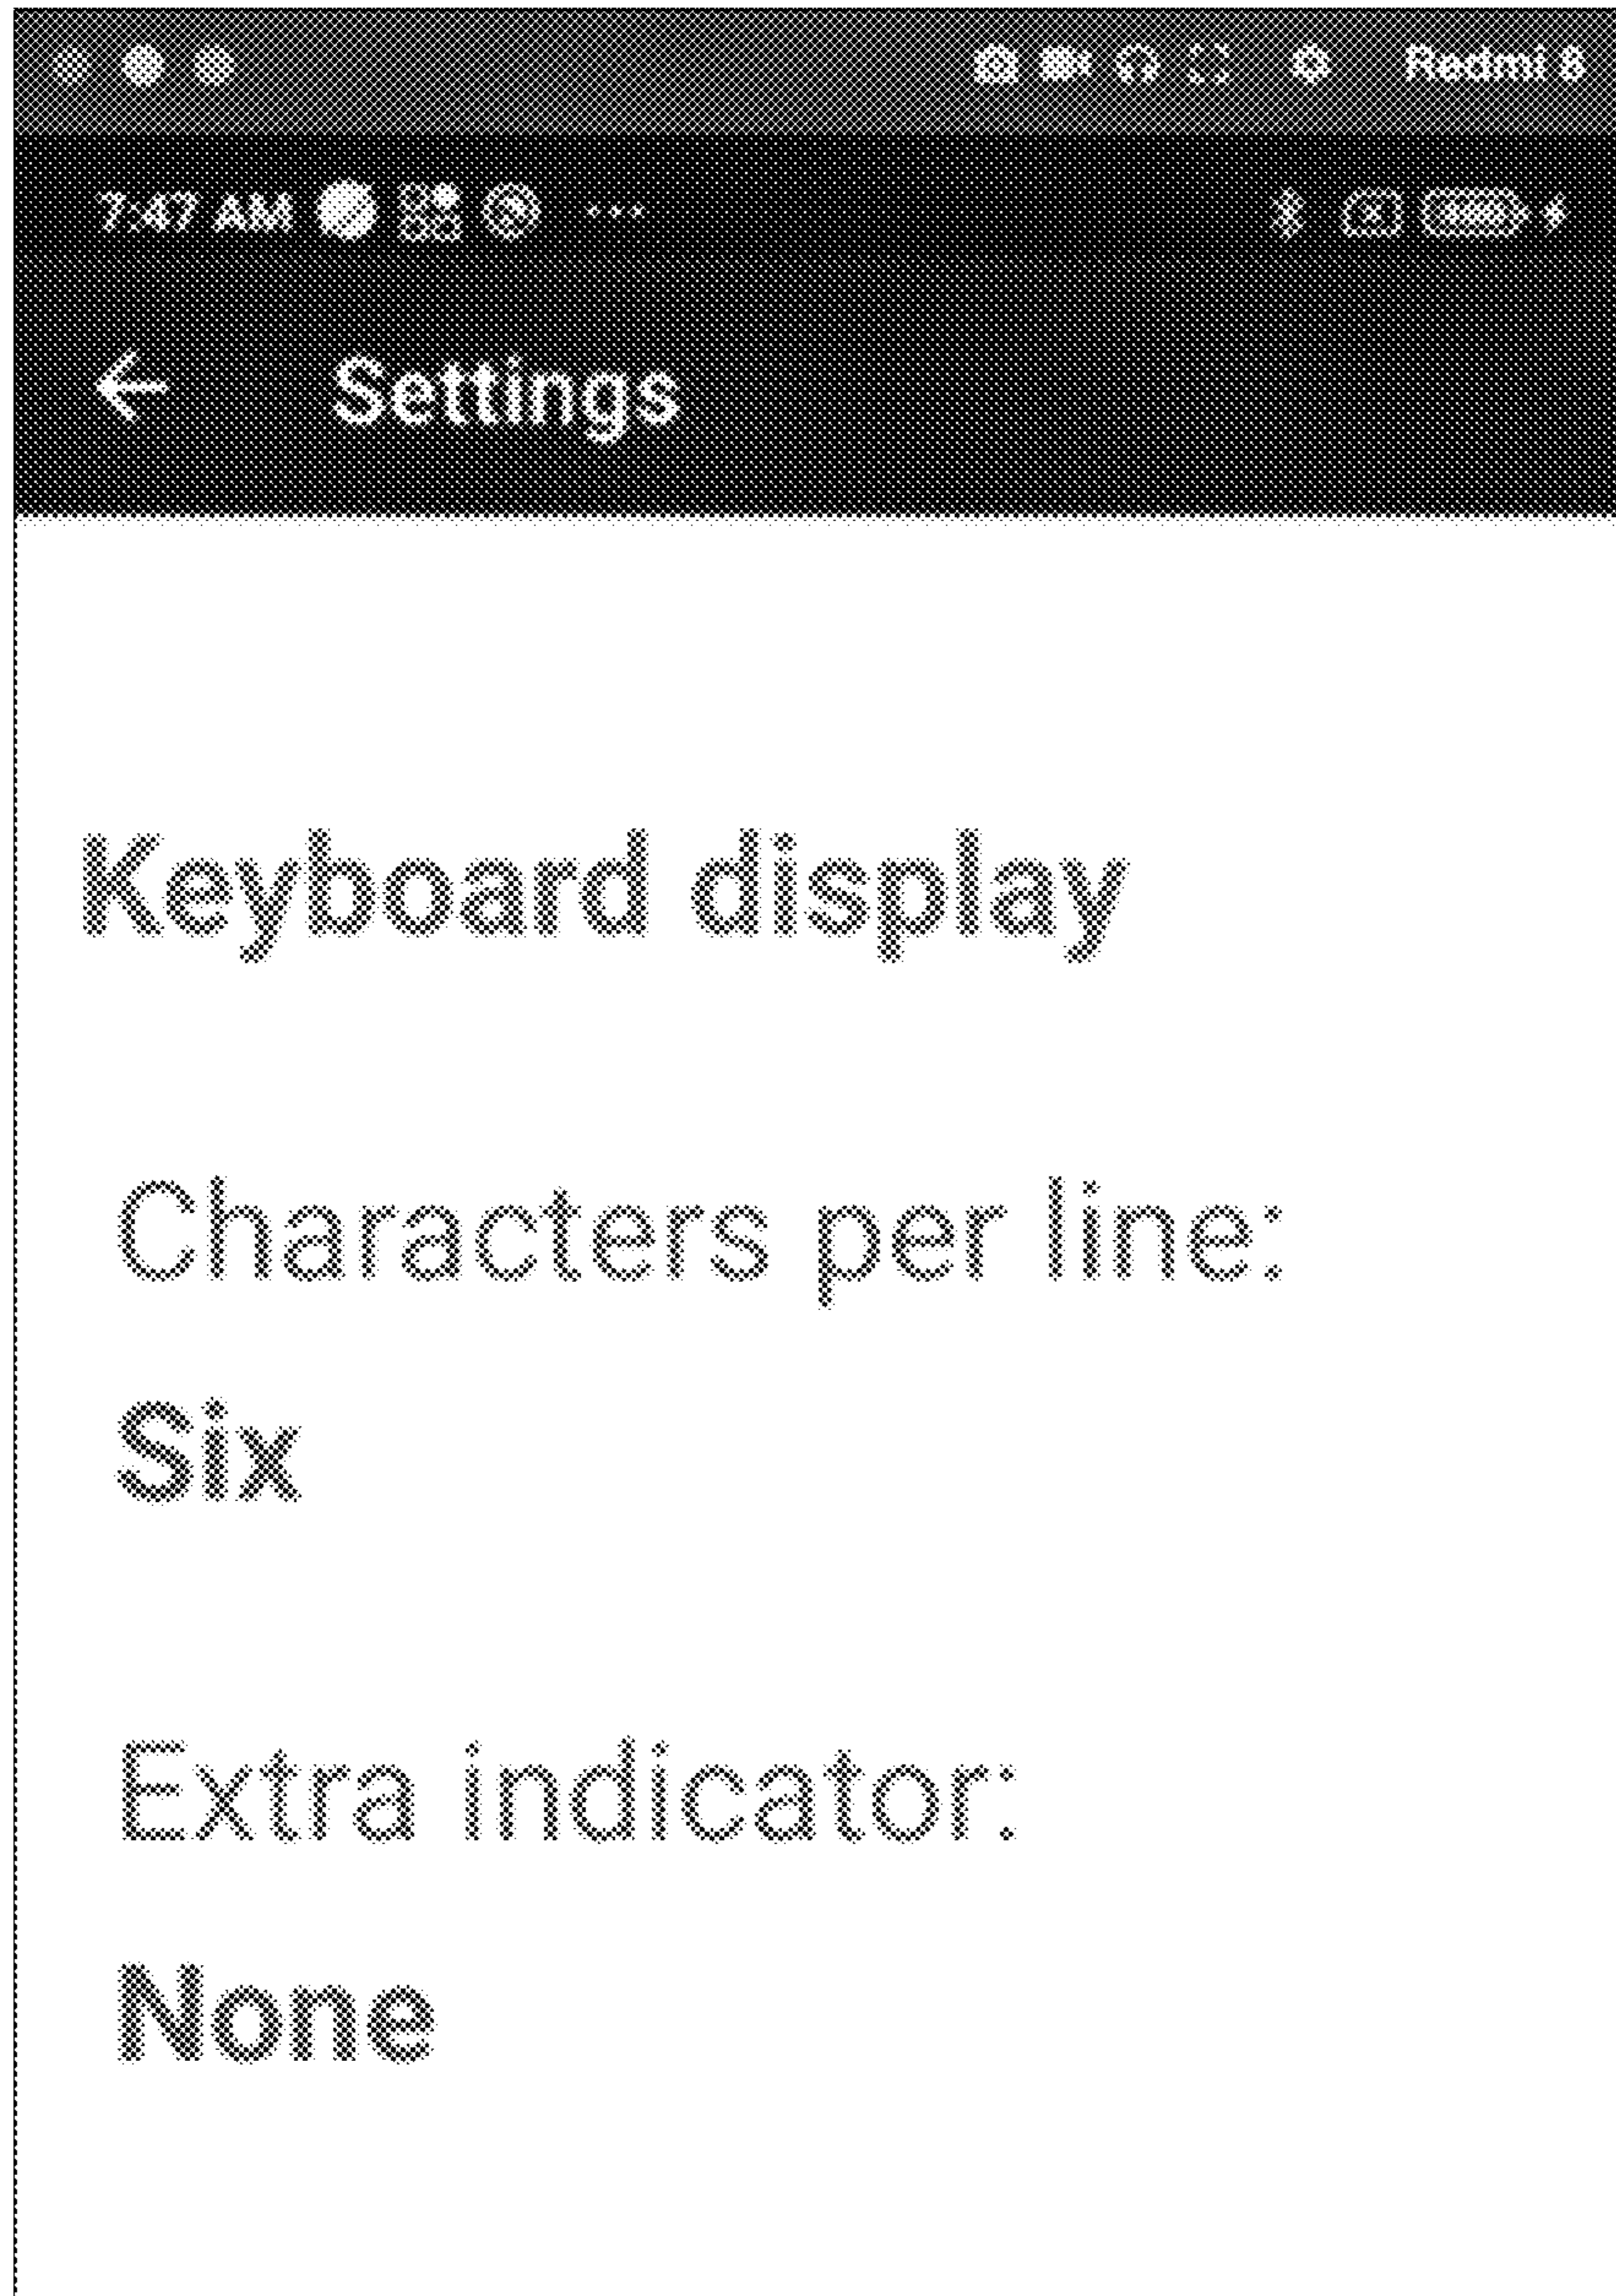 Redmi 8
7:47 AM
Settings
Keyboard display
Characters per line:
Six
Extra indicator:
None